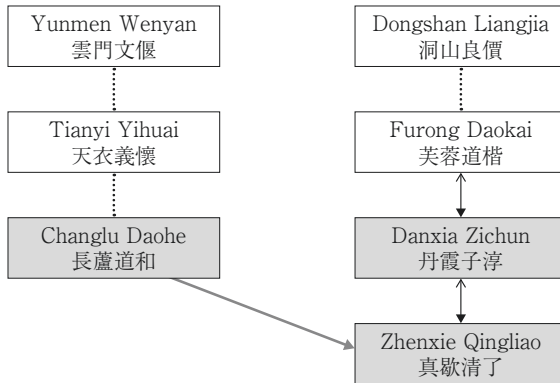 Yunmen Wenyan
雲門文偃
Dongshan Liangjia
洞山良價
Tianyi Yihuai
天衣義懷
Furong Daokai
芙蓉道楷
Changlu Daohe
長蘆道和
Danxia Zichun
丹霞子淳
Zhenxie Qingliao
真歇清了